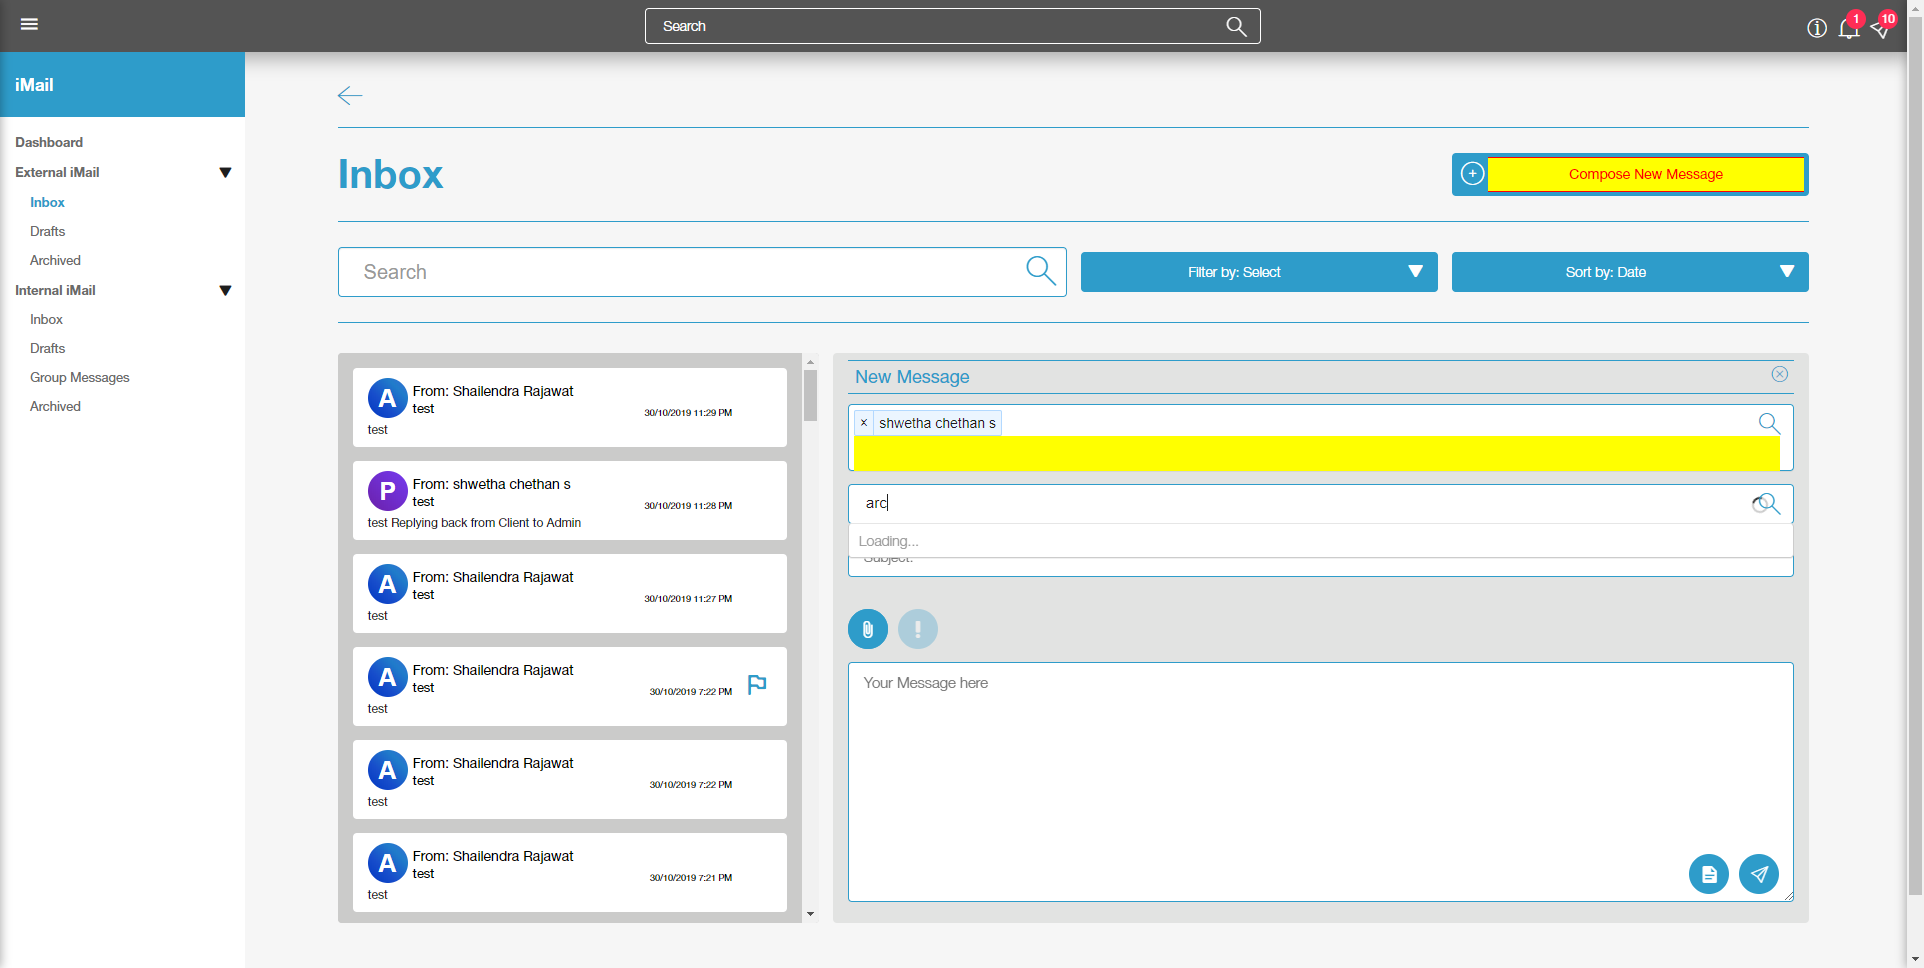 Search
1
10
iMail
Dashboard
External iMail
Inbox
Drafts
Archived
Internal iMail
Inbox
Drafts
Group Messages
Archived
Inbox
Compose New Message
Search
Filter by: Select
Sort by: Date
A
From: Shailendra Rajawat
test
30/10/2019 11:29 PM
test
P
From: shwetha chethan s
test
30/10/2019 11:28 PM
test Replying back from Client to Admin
A
From: Shailendra Rajawat
test
30/10/2019 11:27 PM
test
A
From: Shailendra Rajawat
test
30/10/2019 7:22 PM
test
A
From: Shailendra Rajawat
test
30/10/2019 7:22 PM
test
A
From: Shailendra Rajawat
test
30/10/2019 7:21 PM
test
New Message
× shwetha chethan s
arc
Loading...
Subject:
Your Message here